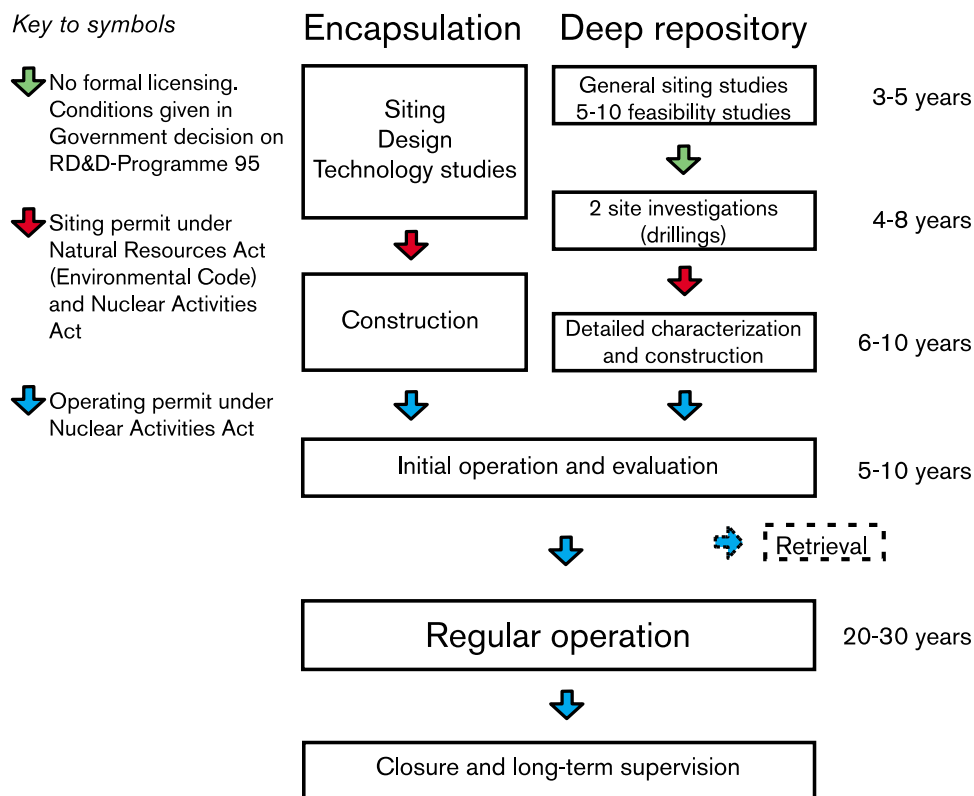 Key to symbols
No formal licensing.
Conditions given in
Government decision on
RD&D-Programme 95
Siting permit under
Natural Resources Act
(Environmental Code)
and Nuclear Activities
Act
Operating permit under
Nuclear Activities Act
Encapsulation
Deep repository
Siting
Design
Technology studies
General siting studies
5-10 feasibility studies
3-5 years
2 site investigations
(drillings)
4-8 years
Construction
Detailed characterization
and construction
6-10 years
Initial operation and evaluation
5-10 years
Retrieval
Regular operation
20-30 years
Closure and long-term supervision